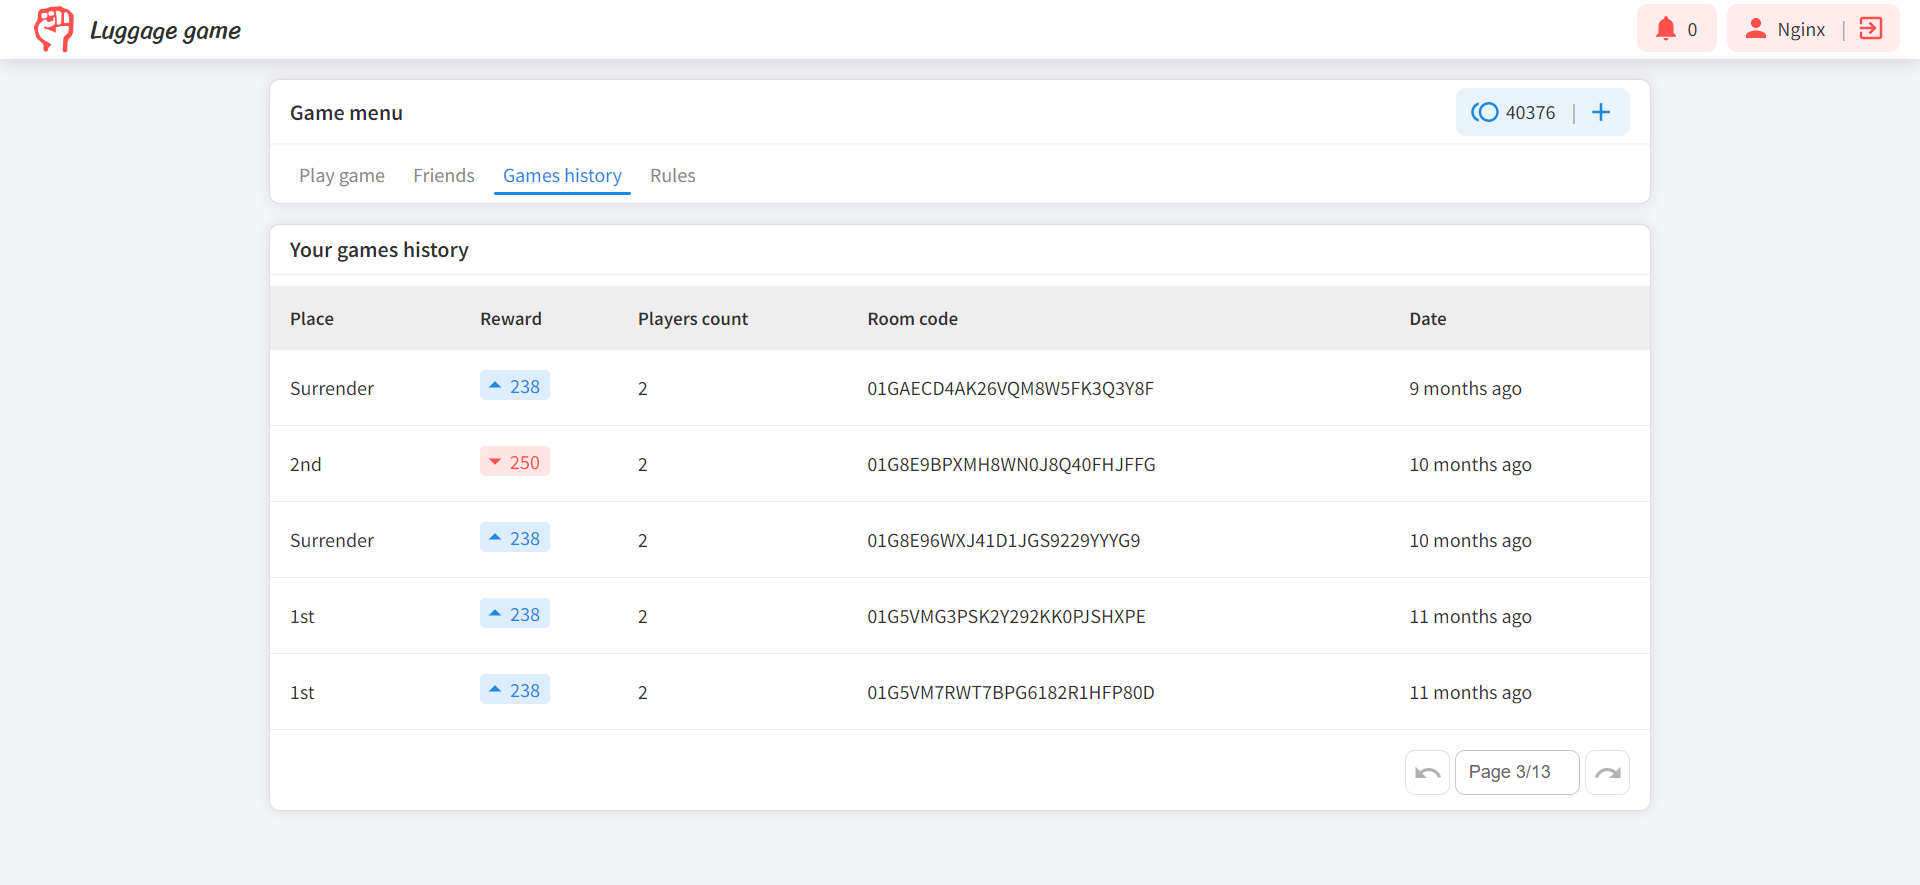 Luggage game
0
Nginx |
Game menu
40376 | +
Play game Friends Games history Rules
Your games history
Place Reward Players count Room code Date
Surrender 238 2 01GAECD4AK26VQM8W5FK3Q3Y8F 9 months ago
2nd 250 2 01G8E9BPXMH8WN0J8Q40FHJFFG 10 months ago
Surrender 238 2 01G8E96WXJ41D1JGS9229YYYG9 10 months ago
1st 238 2 01G5VMG3PSK2Y292KK0PJSHXPE 11 months ago
1st 238 2 01G5VM7RWT7BPG6182R1HFP80D 11 months ago
Page 3/13